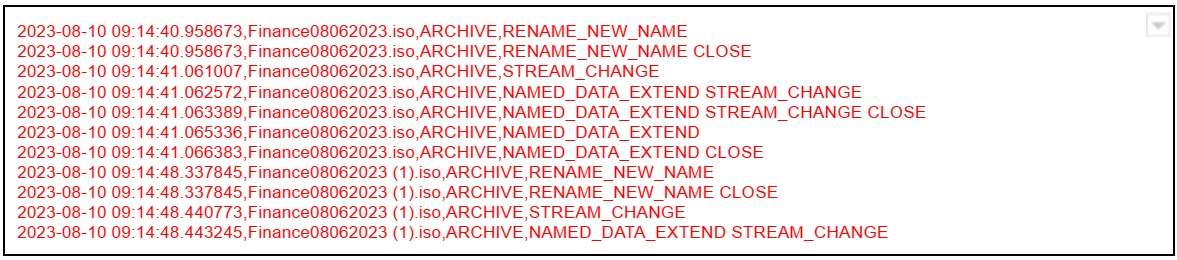 2023-08-10 09:14:40.958673,Finance08062023.iso,ARCHIVE,RENAME_NEW_NAME
2023-08-10 09:14:40.958673,Finance08062023.iso,ARCHIVE,RENAME_NEW_NAME CLOSE
2023-08-10 09:14:41.061007,Finance08062023.iso,ARCHIVE,STREAM_CHANGE
2023-08-10 09:14:41.062572,Finance08062023.iso,ARCHIVE,NAMED_DATA_EXTEND STREAM_CHANGE
2023-08-10 09:14:41.063389,Finance08062023.iso,ARCHIVE,NAMED_DATA_EXTEND STREAM_CHANGE CLOSE
2023-08-10 09:14:41.065336,Finance08062023.iso,ARCHIVE,NAMED_DATA_EXTEND
2023-08-10 09:14:41.066383,Finance08062023.iso,ARCHIVE,NAMED_DATA_EXTEND CLOSE
2023-08-10 09:14:48.337845,Finance08062023 (1).iso,ARCHIVE,RENAME_NEW_NAME
2023-08-10 09:14:48.337845,Finance08062023 (1).iso,ARCHIVE,RENAME_NEW_NAME CLOSE
2023-08-10 09:14:48.440773,Finance08062023 (1).iso,ARCHIVE,STREAM_CHANGE
2023-08-10 09:14:48.443245,Finance08062023 (1).iso,ARCHIVE,NAMED_DATA_EXTEND STREAM_CHANGE